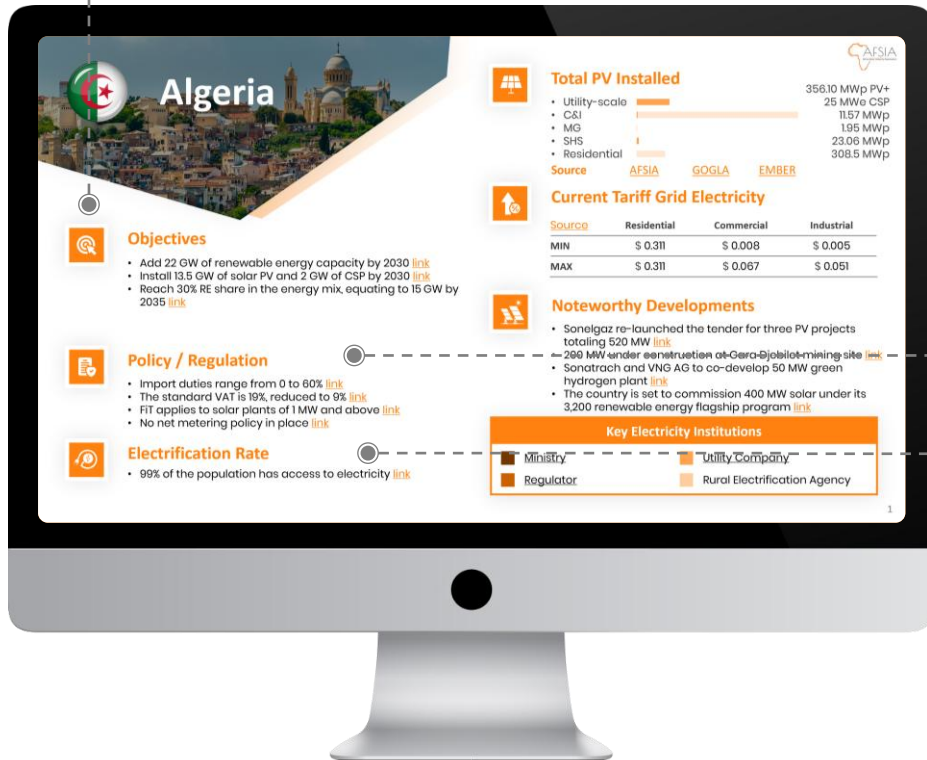 Algeria
Objectives
• Add 22 GW of renewable energy capacity by 2030 link
• Install 13.5 GW of solar PV and 2 GW of CSP by 2030 link
• Reach 30% RE share in the energy mix, equating to 15 GW by
2035 link
Policy / Regulation
• Import duties range from 0 to 60% link
• The standard VAT is 19%, reduced to 9% link
• FiT applies to solar plants of 1 MW and above link
• No net metering policy in place link
Electrification Rate
• 99% of the population has access to electricity link
AFSIA
Total PV Installed
356.10 MWp PV+
• Utility-scale 25 MWe CSP
• C&I 11.57 MWp
• MG 1.95 MWp
• SHS 23.06 MWp
• Residential 308.5 MWp
Source AFSIA GOGLA EMBER
Current Tariff Grid Electricity
Source Residential Commercial Industrial
MIN $ 0.311 $ 0.008 $ 0.005
MAX $ 0.311 $ 0.067 $ 0.051
Noteworthy Developments
• Sonelgaz re-launched the tender for three PV projects
totaling 520 MW link
• 200 MW under construction at Gara Djebilet mining site link
• Sonatrach and VNG AG to co-develop 50 MW green
hydrogen plant link
• The country is set to commission 400 MW solar under its
3,200 renewable energy flagship program link
Key Electricity Institutions
Ministry Utility Company
Regulator Rural Electrification Agency
1